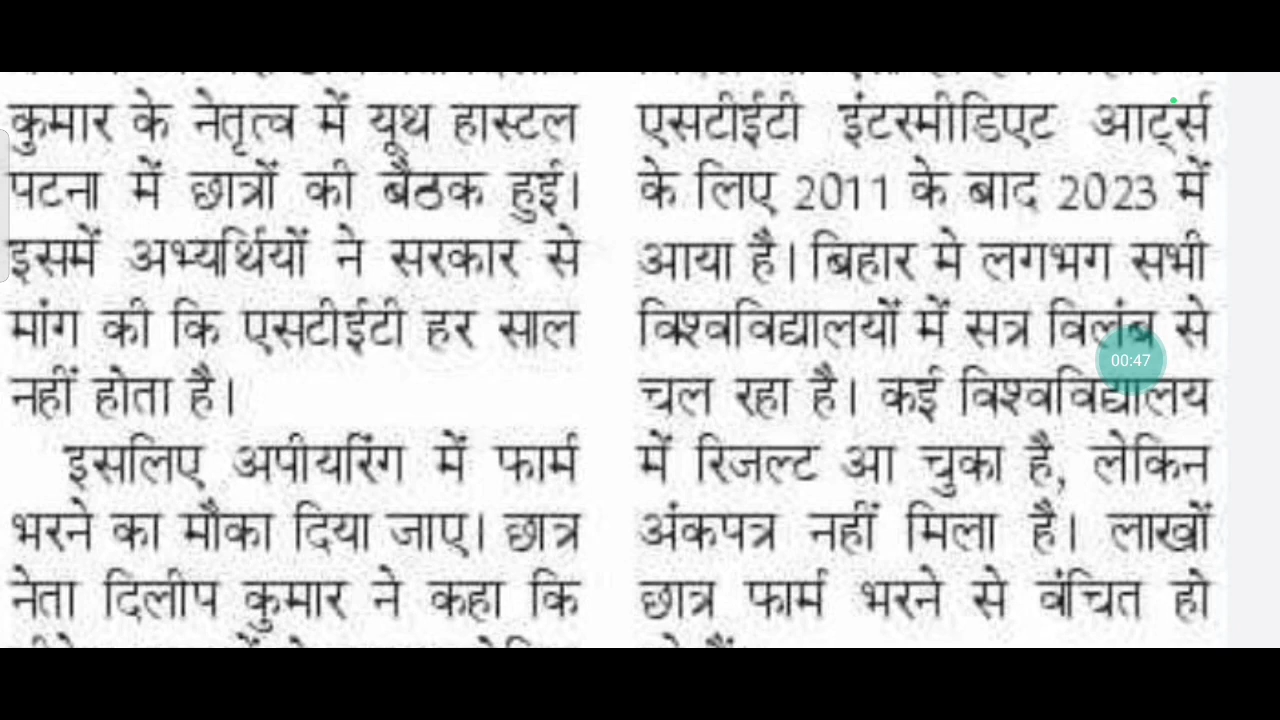 कुमार के नेतृत्व में यूथ हास्टल
पटना में छात्रों की बैठक हुई।
इसमें अभ्यर्थियों ने सरकार से
मांग की कि एसटीईटी हर साल
नहीं होता है।
इसलिए अपीयरिंग में फार्म
भरने का मौका दिया जाए। छात्र
नेता दिलीप कुमार ने कहा कि
एसटीईटी इंटरमीडिएट आर्ट्स
के लिए 2011 के बाद 2023 में
आया है। बिहार मे लगभग सभी
विश्वविद्यालयों में सत्र विलंब से
00:47
चल रहा है। कई विश्वविद्यालय
में रिजल्ट आ चुका है, लेकिन
अंकपत्र नहीं मिला है। लाखों
छात्र फार्म भरने से वंचित हो